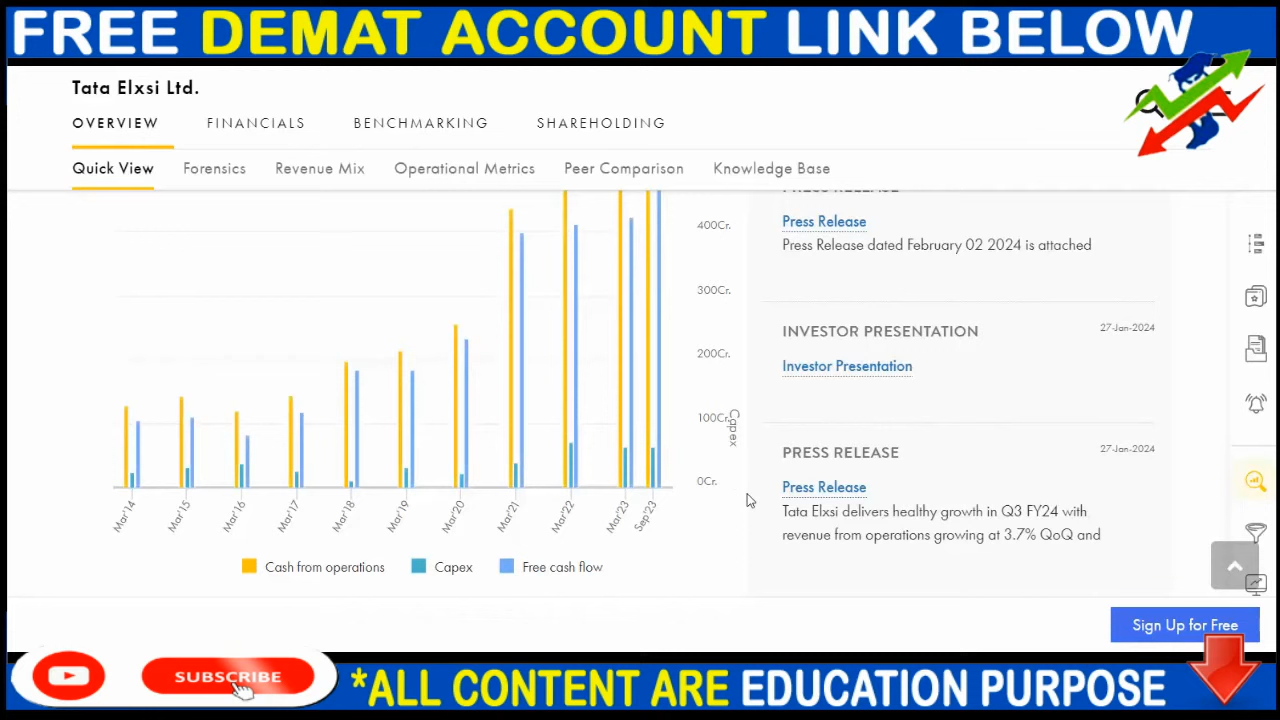 FREE DEMAT ACCOUNT LINK BELOW
Tata Elxsi Ltd.
OVERVIEW FINANCIALS BENCHMARKING SHAREHOLDING
Quick View Forensics Revenue Mix Operational Metrics Peer Comparison Knowledge Base
400Cr.
300Cr.
200Cr.
100Cr.
0Cr.
Capex
Mar'14 Mar'15 Mar'16 Mar'17 Mar'18 Mar'19 Mar'20 Mar'21 Mar'22 Mar'23 Sep'23
Cash from operations Capex Free cash flow
PRESS RELEASE
Press Release
Press Release dated February 02 2024 is attached
INVESTOR PRESENTATION 27-Jan-2024
Investor Presentation
PRESS RELEASE 27-Jan-2024
Press Release
Tata Elxsi delivers healthy growth in Q3 FY24 with
revenue from operations growing at 3.7% QoQ and
Sign Up for Free
SUBSCRIBE
*ALL CONTENT ARE EDUCATION PURPOSE